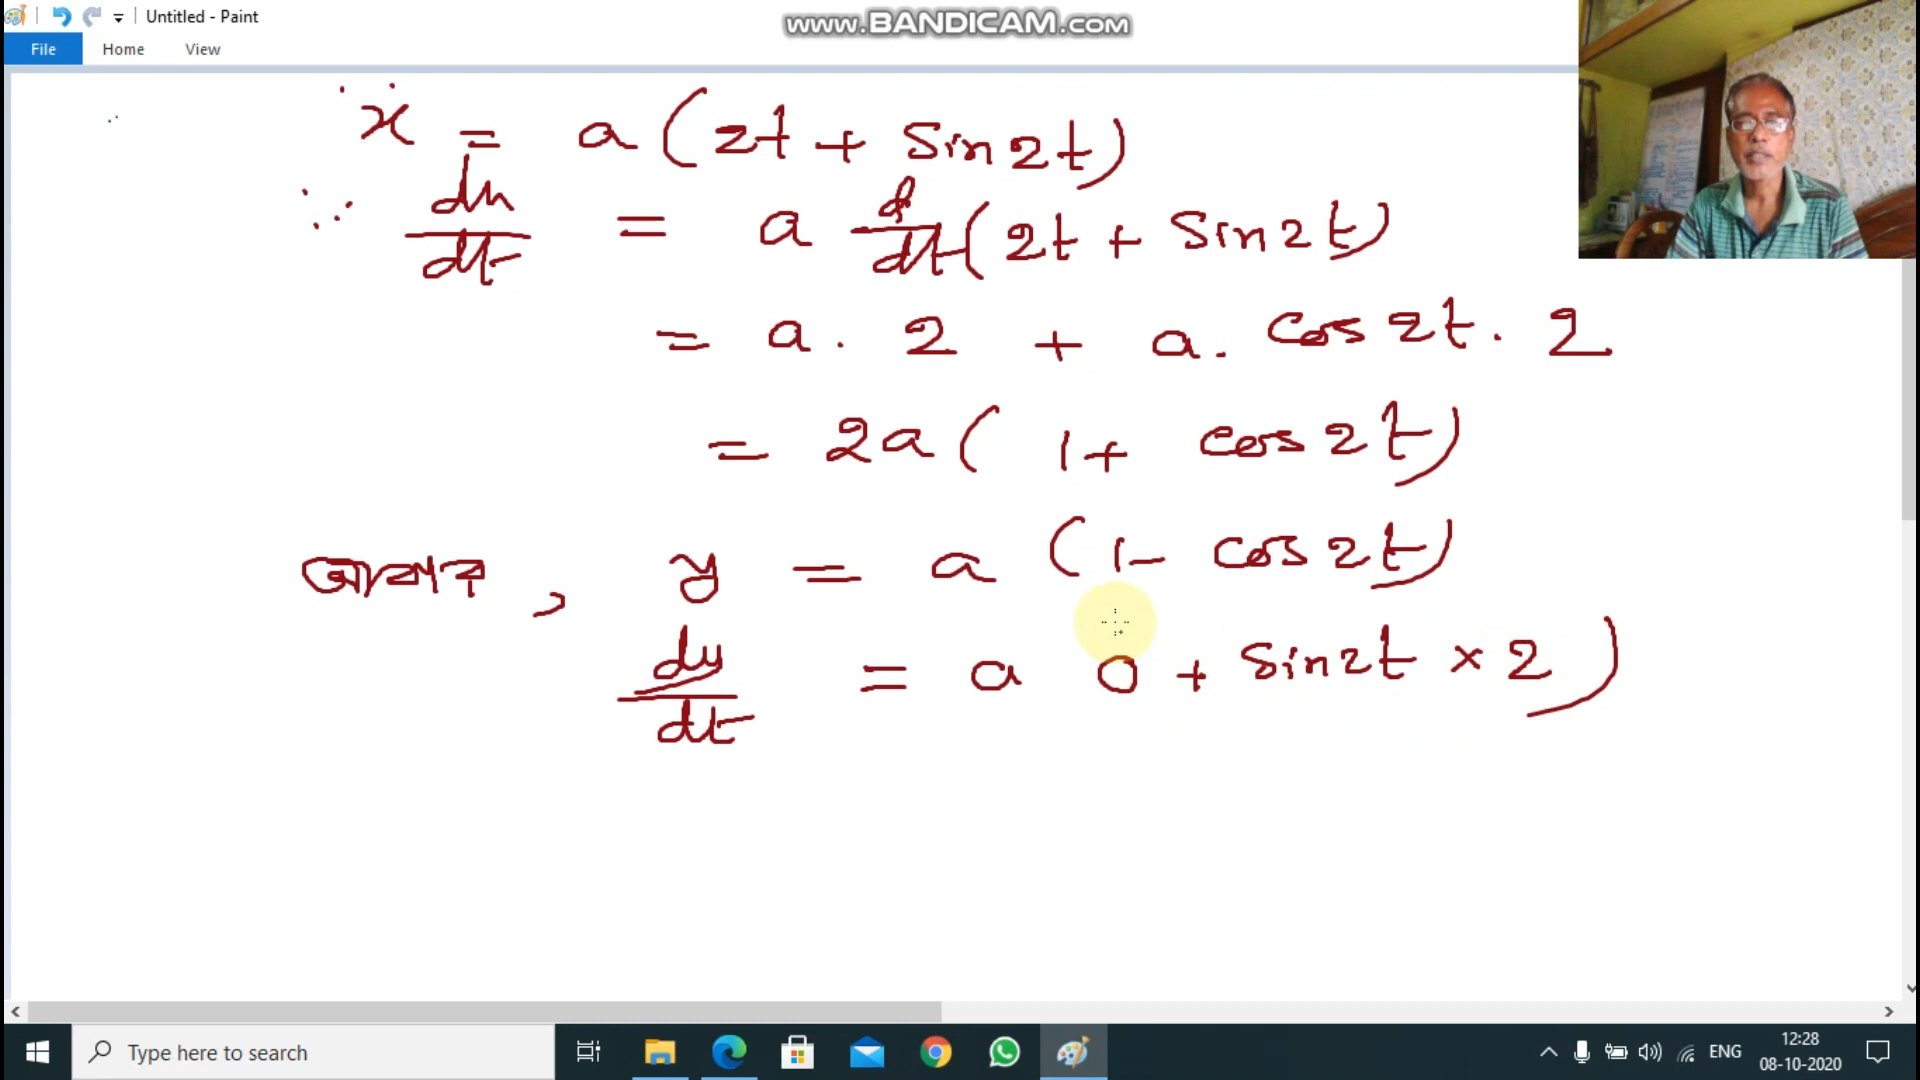 Untitled - Paint
www.BANDICAM.com
File Home View
x = a (2t + Sin2t)
∵ dx/dt = a d/dt (2t + Sin2t)
= a. 2 + a. cos2t. 2
= 2a ( 1 + cos2t)
, y = a (1 - cos2t)
dy/dt = a 0 + Sin2t × 2 )
Type here to search
ENG
12:28
08-10-2020